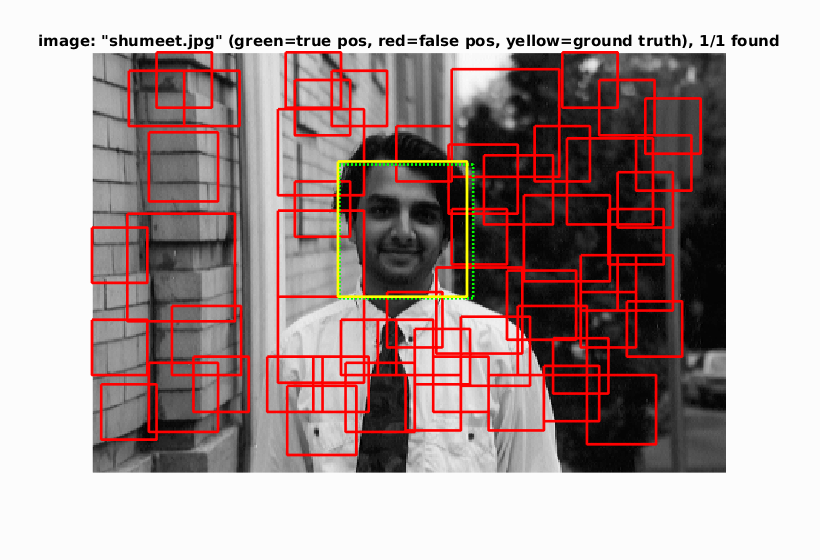 image: "shumeet.jpg" (green=true pos, red=false pos, yellow=ground truth), 1/1 found